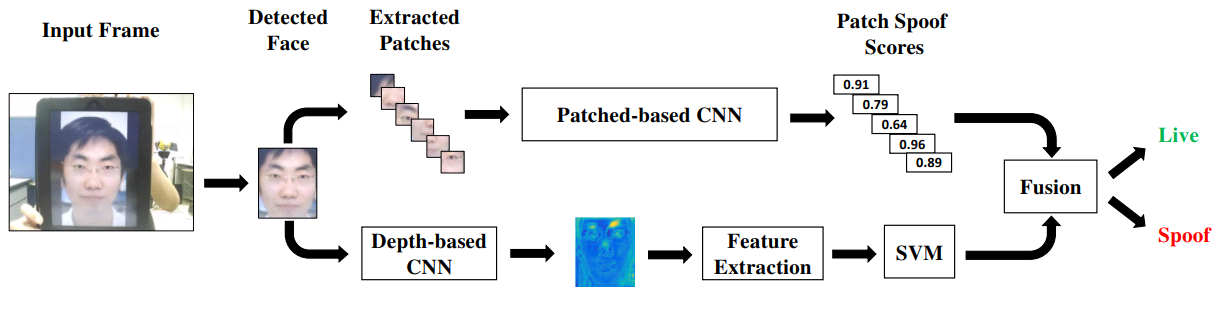 Input Frame
Detected
Face
Extracted
Patches
Patch Spoof
Scores
Patched-based CNN
0.91
0.79
0.64
0.96
0.89
Live
Fusion
Spoof
Depth-based
CNN
Feature
Extraction
SVM